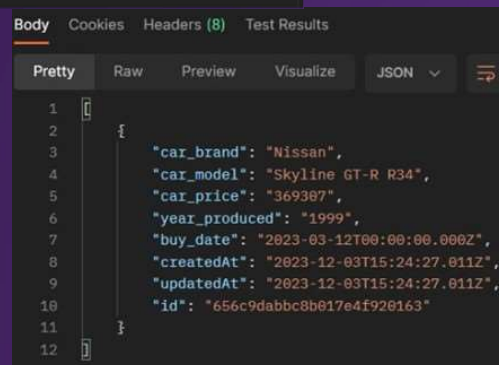 Body Cookies Headers (8) Test Results
Pretty Raw Preview Visualize JSON
1 [
2 {
3 "car_brand": "Nissan",
4 "car_model": "Skyline GT-R R34",
5 "car_price": "369307",
6 "year_produced": "1999",
7 "buy_date": "2023-03-12T00:00:00.000Z",
8 "createdAt": "2023-12-03T15:24:27.011Z",
9 "updatedAt": "2023-12-03T15:24:27.011Z",
10 "id": "656c9dabbc8b017e4f920163"
11 }
12 ]